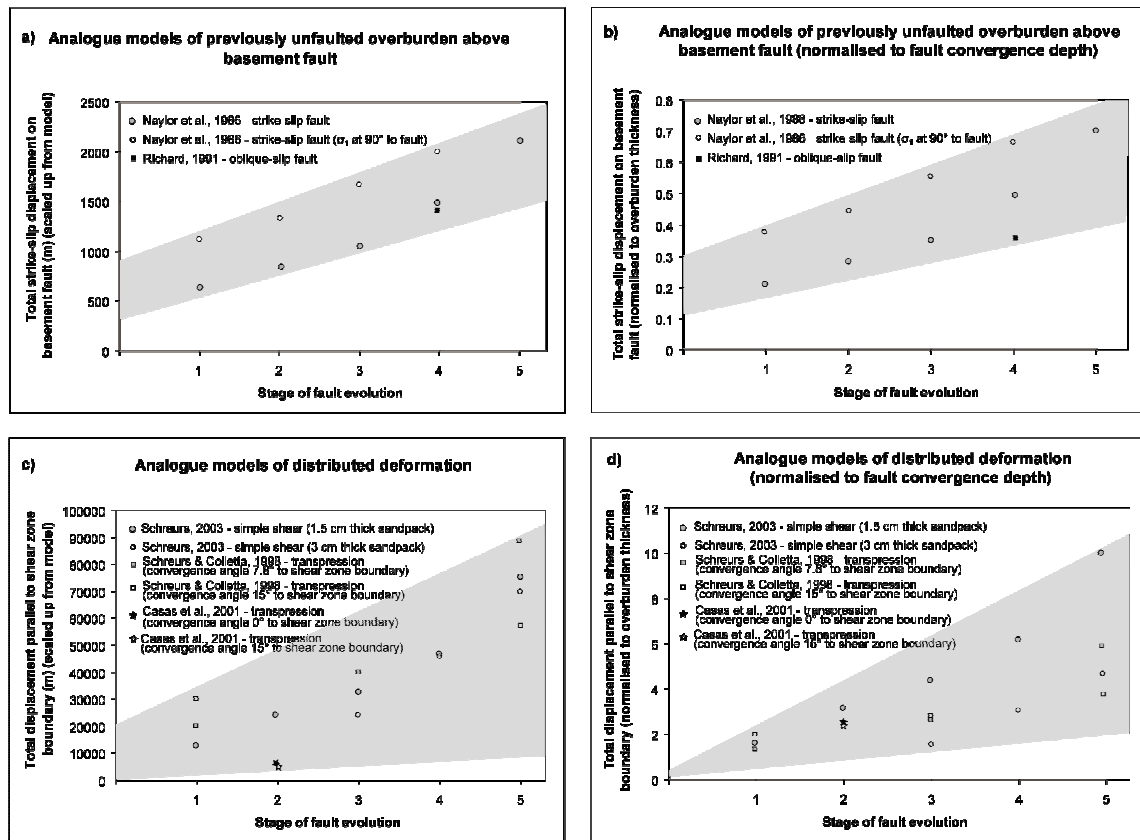 a) Analogue models of previously unfaulted overburden above
basement fault
Total strike-slip displacement on
basement fault (m) (scaled up from model)
2500
2000
1500
1000
500
0
Naylor et al., 1986 - strike slip fault
Naylor et al., 1986 - strike slip fault (σ₁ at 90° to fault)
Richard, 1991 - oblique-slip fault
1 2 3 4 5
Stage of fault evolution
b) Analogue models of previously unfaulted overburden above
basement fault (normalised to fault convergence depth)
Total strike-slip displacement on basement
fault (normalised to overburden thickness)
0.8
0.7
0.6
0.5
0.4
0.3
0.2
0.1
0
Naylor et al., 1986 - strike-slip fault
Naylor et al., 1986 strike slip fault (σ₁ at 90° to fault)
Richard, 1991 - oblique-slip fault
1 2 3 4 5
Stage of fault evolution
c) Analogue models of distributed deformation
Total displacement parallel to shear zone
boundary (m) (scaled up from model)
100000
90000
80000
70000
60000
50000
40000
30000
20000
10000
0
Schreurs, 2003 - simple shear (1.5 cm thick sandpack)
Schreurs, 2003 - simple shear (3 cm thick sandpack)
Schreurs & Colletta, 1998 - transpression
(convergence angle 7.8° to shear zone boundary)
Schreurs & Colletta, 1998 - transpression
(convergence angle 15° to shear zone boundary)
Casas et al., 2001 - transpression
(convergence angle 0° to shear zone boundary)
Casas et al., 2001 - transpression
(convergence angle 15° to shear zone boundary)
1 2 3 4 5
Stage of fault evolution
d) Analogue models of distributed deformation
(normalised to fault convergence depth)
Total displacement parallel to shear zone
boundary (normalised to overburden thickness)
12
10
8
6
4
2
0
Schreurs, 2003 - simple shear (1.5 cm thick sandpack)
Schreurs, 2003 - simple shear (3 cm thick sandpack)
Schreurs & Colletta, 1998 - transpression
(convergence angle 7.8° to shear zone boundary)
Schreurs & Colletta, 1998 - transpression
(convergence angle 15° to shear zone boundary)
Casas et al., 2001 - transpression
(convergence angle 0° to shear zone boundary)
Casas et al., 2001 - transpression
(convergence angle 15° to shear zone boundary)
1 2 3 4 5
Stage of fault evolution